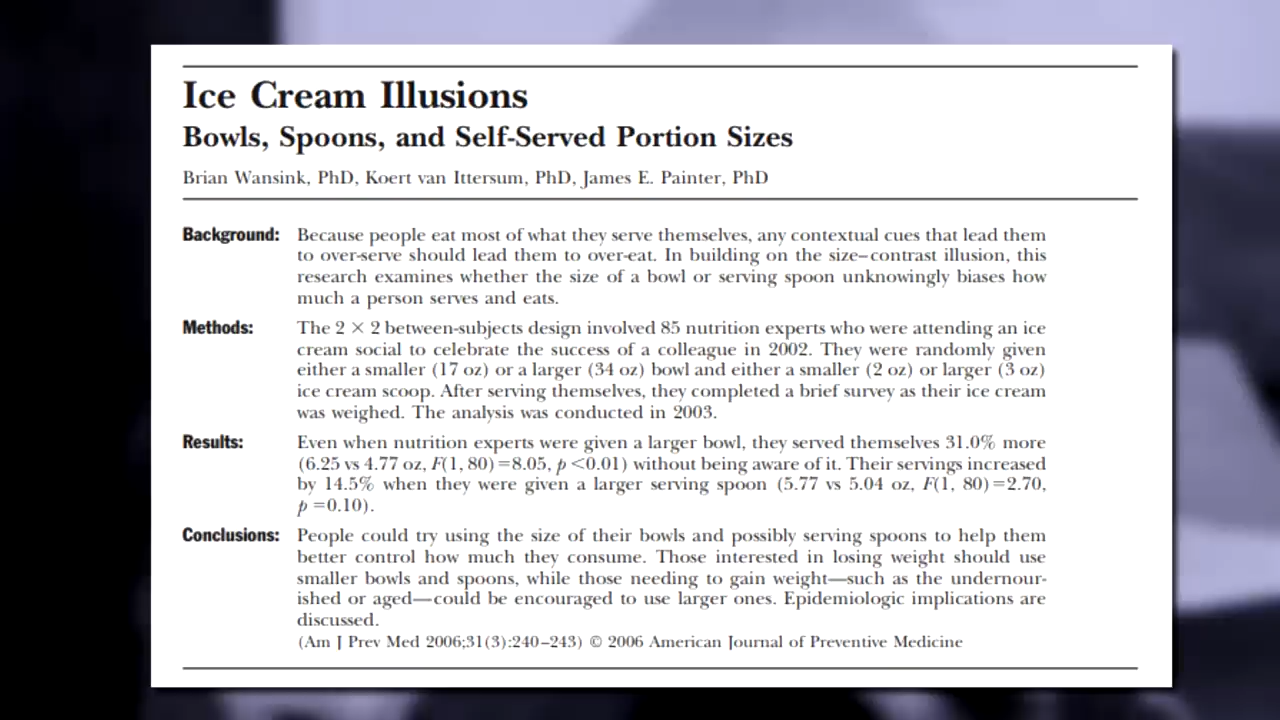 Ice Cream Illusions
Bowls, Spoons, and Self-Served Portion Sizes
Brian Wansink, PhD, Koert van Ittersum, PhD, James E. Painter, PhD
Background: Because people eat most of what they serve themselves, any contextual cues that lead them
to over-serve should lead them to over-eat. In building on the size–contrast illusion, this
research examines whether the size of a bowl or serving spoon unknowingly biases how
much a person serves and eats.
Methods: The 2 × 2 between-subjects design involved 85 nutrition experts who were attending an ice
cream social to celebrate the success of a colleague in 2002. They were randomly given
either a smaller (17 oz) or a larger (34 oz) bowl and either a smaller (2 oz) or larger (3 oz)
ice cream scoop. After serving themselves, they completed a brief survey as their ice cream
was weighed. The analysis was conducted in 2003.
Results: Even when nutrition experts were given a larger bowl, they served themselves 31.0% more
(6.25 vs 4.77 oz, F(1, 80)=8.05, p <0.01) without being aware of it. Their servings increased
by 14.5% when they were given a larger serving spoon (5.77 vs 5.04 oz, F(1, 80)=2.70,
p =0.10).
Conclusions: People could try using the size of their bowls and possibly serving spoons to help them
better control how much they consume. Those interested in losing weight should use
smaller bowls and spoons, while those needing to gain weight—such as the undernour-
ished or aged—could be encouraged to use larger ones. Epidemiologic implications are
discussed.
(Am J Prev Med 2006;31(3):240–243) © 2006 American Journal of Preventive Medicine